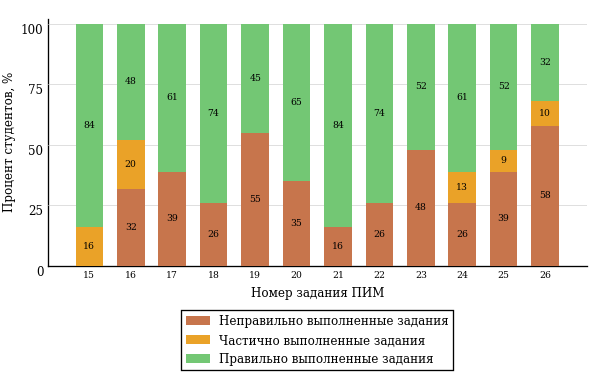 Процент студентов, %
100
75
50
25
0
84 48 61 74 45 65 84 74 52 61 52 32
16 20 13 9 10
32 39 26 55 35 16 26 48 26 39 58
15 16 17 18 19 20 21 22 23 24 25 26
Номер задания ПИМ
Неправильно выполненные задания
Частично выполненные задания
Правильно выполненные задания